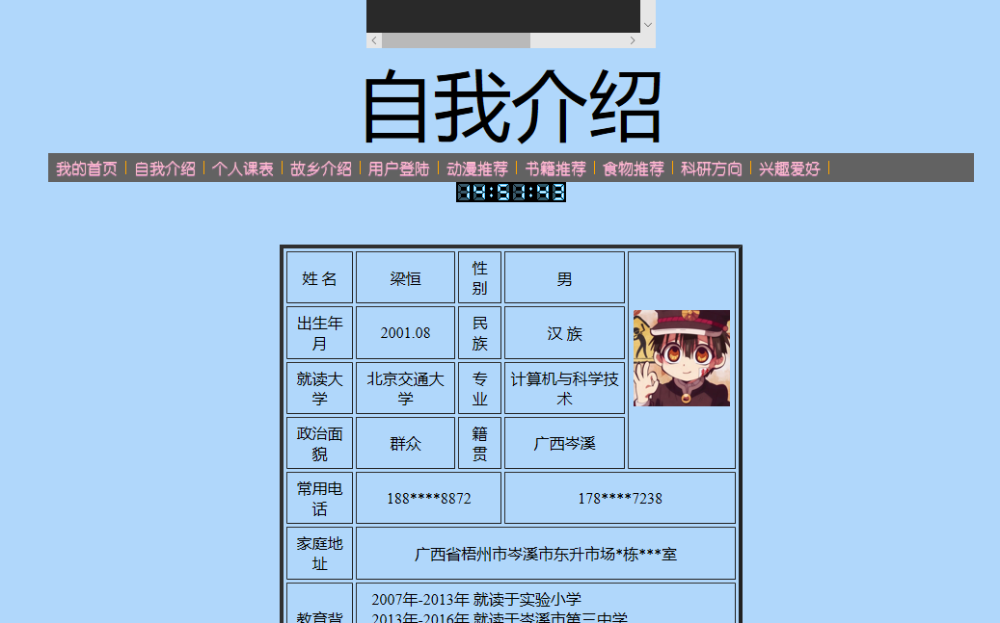 自我介绍
我的首页 自我介绍 个人课表 故乡介绍 用户登陆 动漫推荐 书籍推荐 食物推荐 科研方向 兴趣爱好
14:51:43
姓 名 梁恒 性别 男
出生年月 2001.08 民族 汉 族
就读大学 北京交通大学 专业 计算机与科学技术
政治面貌 群众 籍贯 广西岑溪
常用电话 188****8872 178****7238
家庭地址 广西省梧州市岑溪市东升市场*栋***室
教育背
2007年-2013年 就读于实验小学
2013年-2016年 就读于岑溪市第三中学